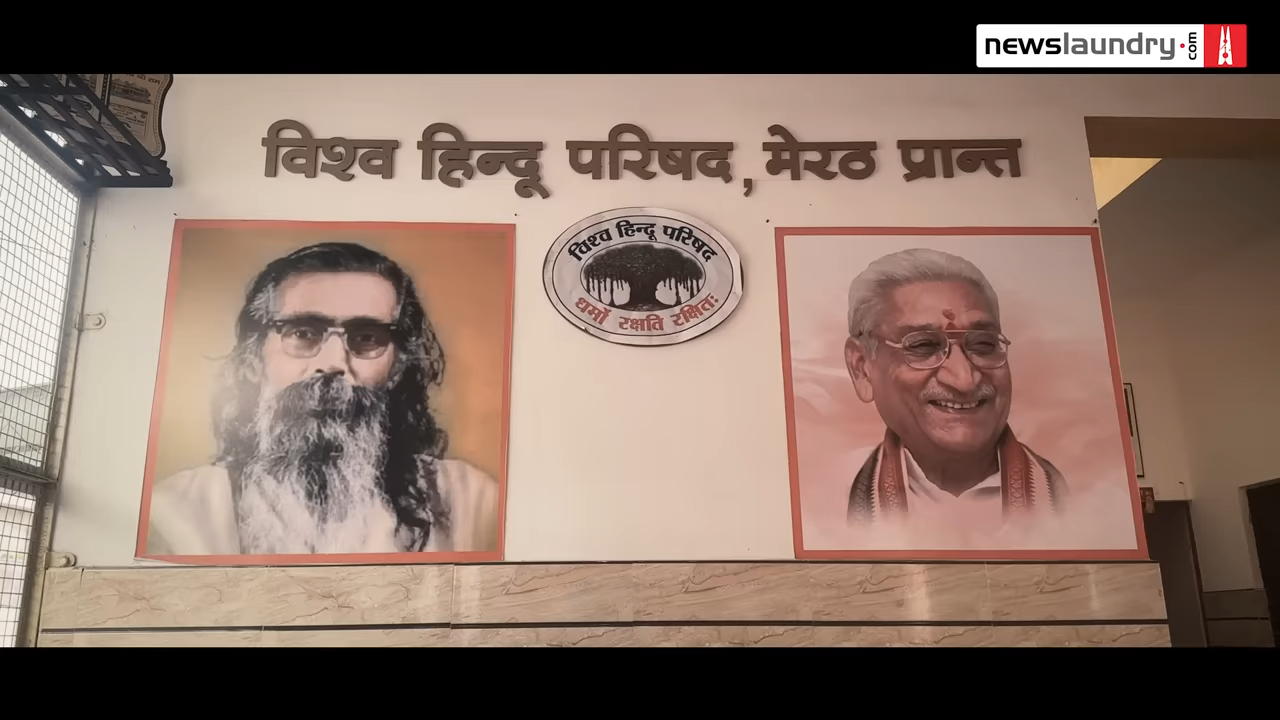 newslaundry.com
विश्व हिन्दू परिषद, मेरठ प्रान्त
विश्व हिन्दू परिषद
धर्मो रक्षति रक्षितः